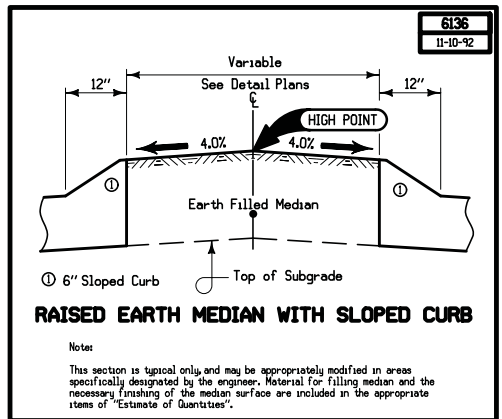 6136
11-10-92
Variable
12" See Detail Plans 12"
℄
HIGH POINT
4.0% 4.0%
① ①
Earth Filled Median
① 6" Sloped Curb
Top of Subgrade
RAISED EARTH MEDIAN WITH SLOPED CURB
Note:
This section is typical only, and may be appropriately modified in areas
specifically designated by the engineer. Material for filling median and the
necessary finishing of the median surface are included in the appropriate
items of "Estimate of Quantities".